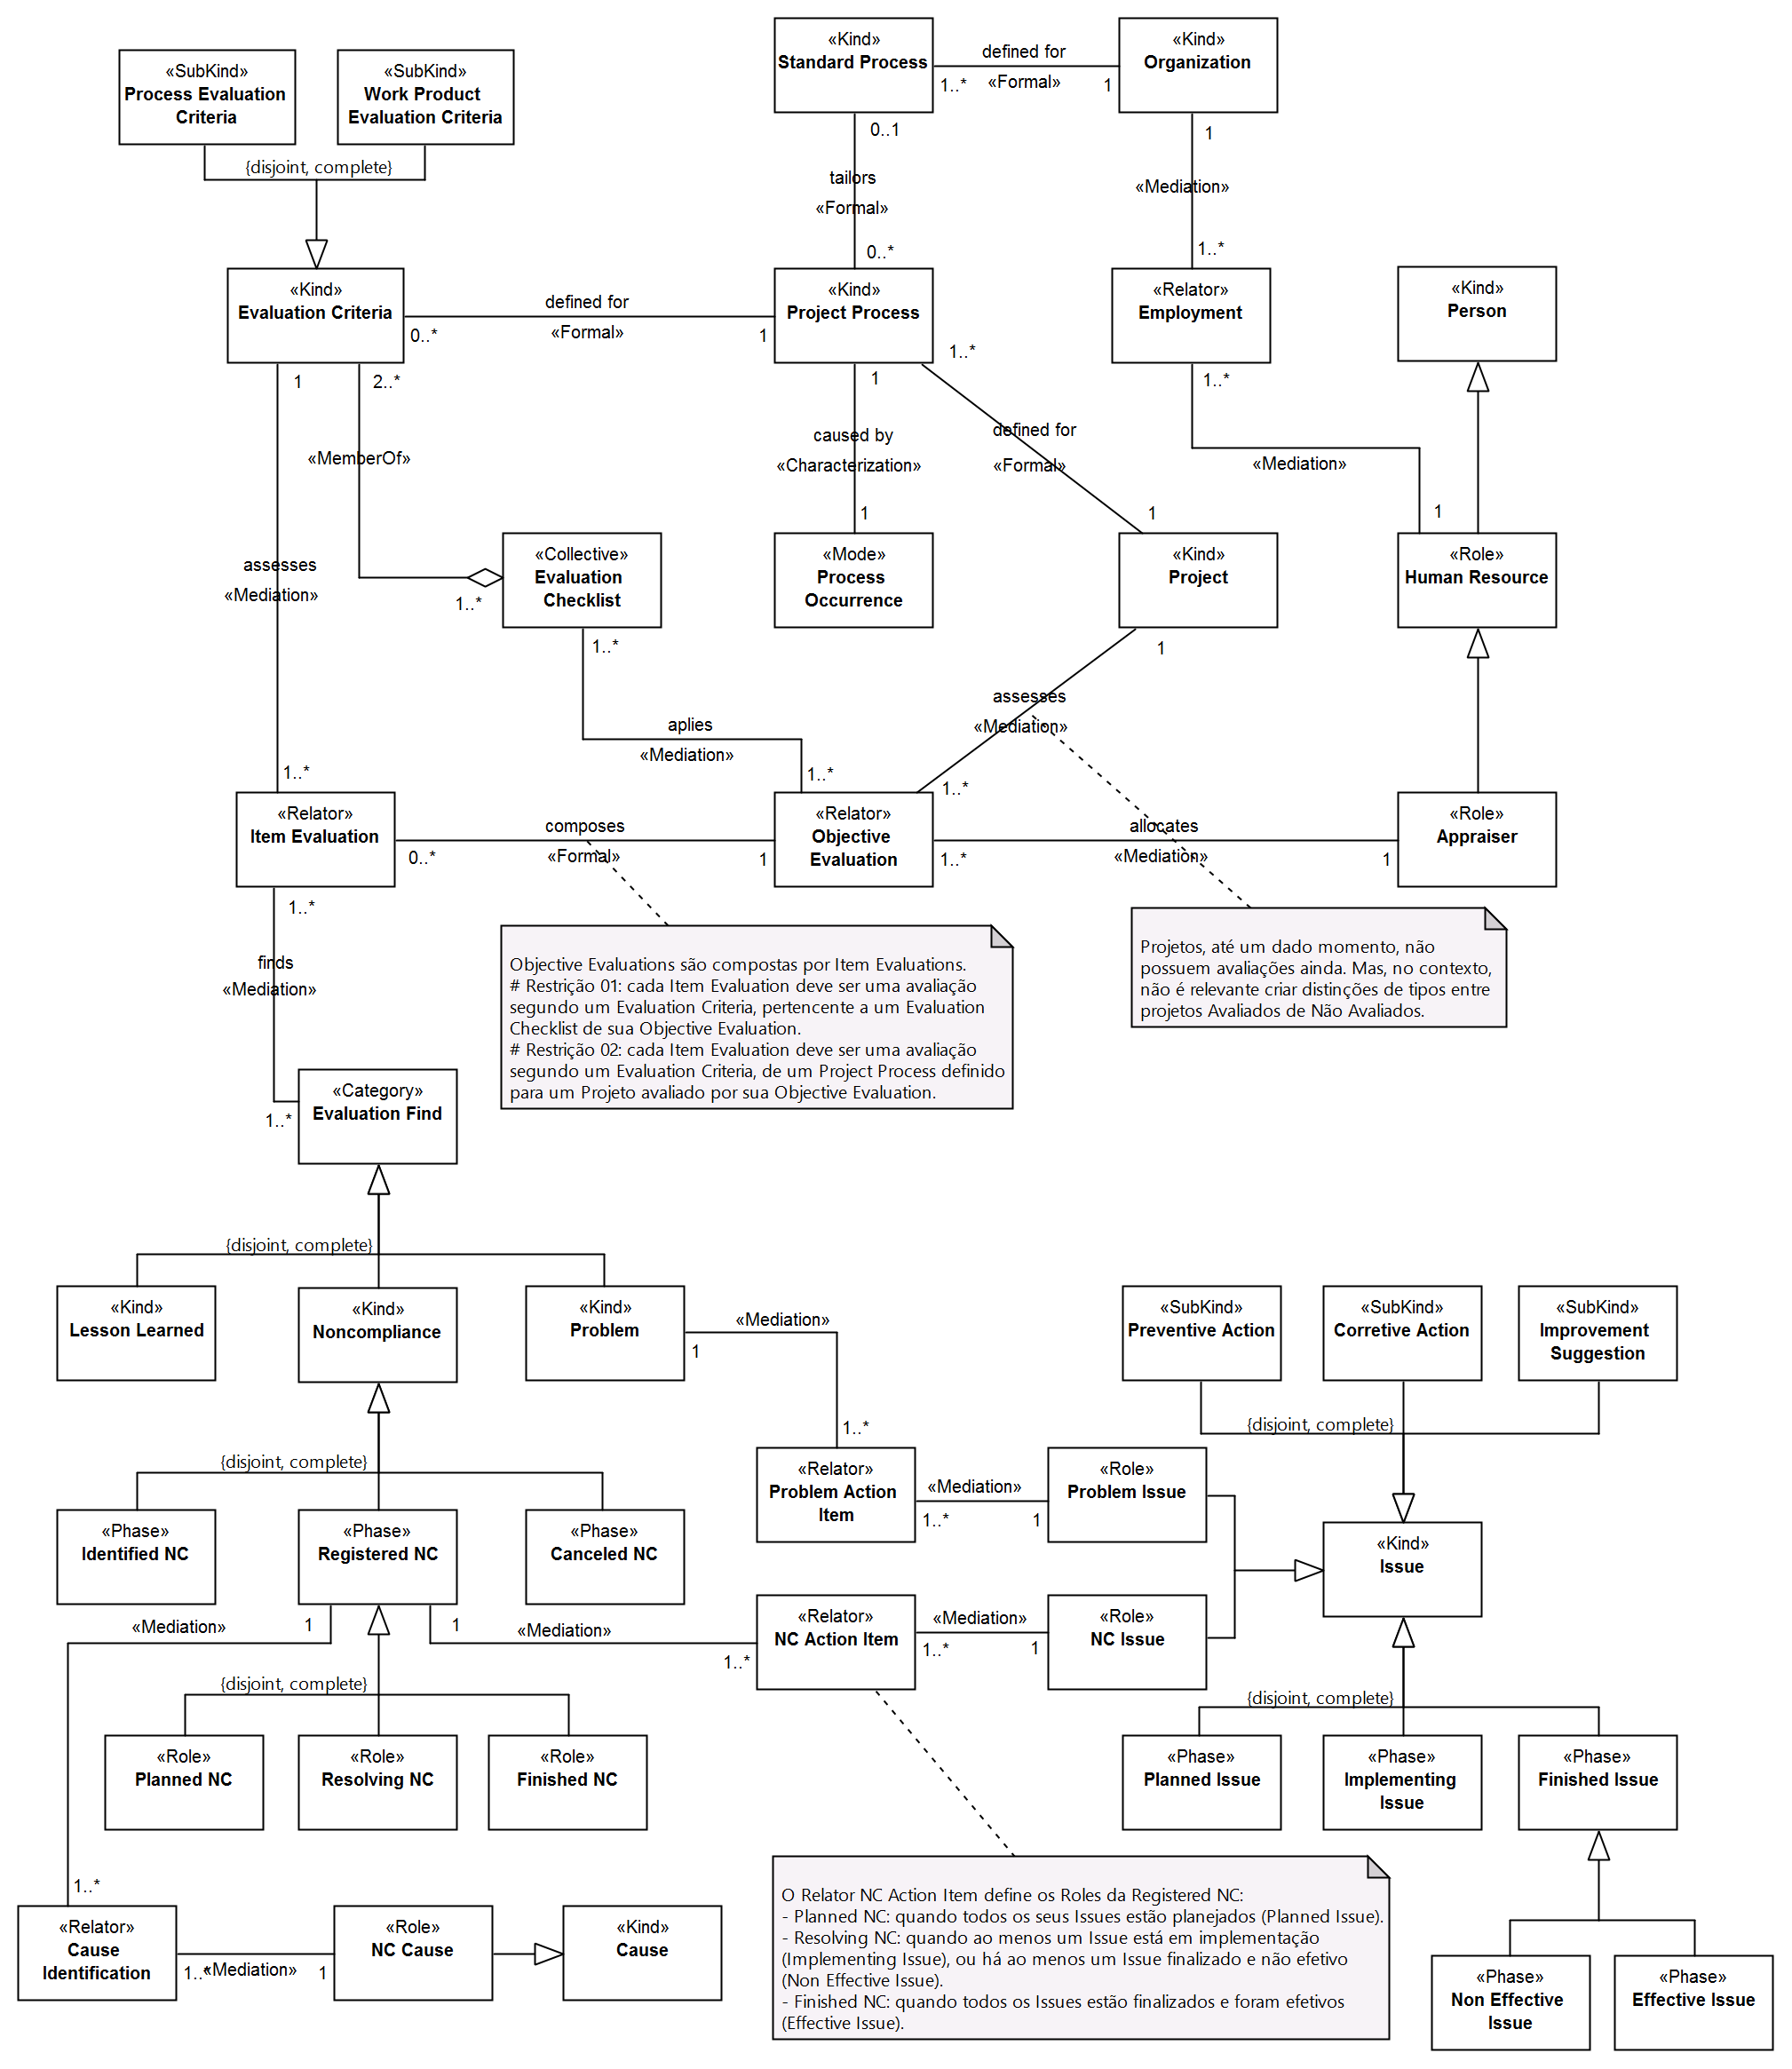 «Kind»
Standard Process
defined for
«Formal»
1..*
1
«Kind»
Organization
«SubKind»
Process Evaluation
Criteria
«SubKind»
Work Product
Evaluation Criteria
{disjoint, complete}
0..1
tailors
«Formal»
0..*
1
«Mediation»
1..*
«Kind»
Evaluation Criteria
defined for
«Formal»
0..*
1
«Kind»
Project Process
«Relator»
Employment
«Kind»
Person
1
2..*
1
1..*
1..*
«MemberOf»
caused by
«Characterization»
defined for
«Formal»
«Mediation»
1
1
1
assesses
«Mediation»
1..*
«Collective»
Evaluation
Checklist
«Mode»
Process
Occurrence
«Kind»
Project
«Role»
Human Resource
1..*
1
aplies
«Mediation»
assesses
«Mediation»
1..*
1..*
1..*
«Relator»
Item Evaluation
composes
«Formal»
0..*
1
«Relator»
Objective
Evaluation
allocates
«Mediation»
1..*
1
«Role»
Appraiser
1..*
finds
«Mediation»
1..*
Objective Evaluations são compostas por Item Evaluations.
# Restrição 01: cada Item Evaluation deve ser uma avaliação
segundo um Evaluation Criteria, pertencente a um Evaluation
Checklist de sua Objective Evaluation.
# Restrição 02: cada Item Evaluation deve ser uma avaliação
segundo um Evaluation Criteria, de um Project Process definido
para um Projeto avaliado por sua Objective Evaluation.
Projetos, até um dado momento, não
possuem avaliações ainda. Mas, no contexto,
não é relevante criar distinções de tipos entre
projetos Avaliados de Não Avaliados.
«Category»
Evaluation Find
{disjoint, complete}
«Kind»
Lesson Learned
«Kind»
Noncompliance
«Kind»
Problem
«Mediation»
1
1..*
«SubKind»
Preventive Action
«SubKind»
Corretive Action
«SubKind»
Improvement
Suggestion
{disjoint, complete}
{disjoint, complete}
«Phase»
Identified NC
«Phase»
Registered NC
«Phase»
Canceled NC
«Relator»
Problem Action
Item
«Mediation»
1..*
1
«Role»
Problem Issue
«Kind»
Issue
«Mediation»
1
1
«Mediation»
1..*
«Relator»
NC Action Item
«Mediation»
1..*
1
«Role»
NC Issue
{disjoint, complete}
{disjoint, complete}
«Role»
Planned NC
«Role»
Resolving NC
«Role»
Finished NC
«Phase»
Planned Issue
«Phase»
Implementing
Issue
«Phase»
Finished Issue
1..*
«Relator»
Cause
Identification
1..*
«Mediation»
1
«Role»
NC Cause
«Kind»
Cause
O Relator NC Action Item define os Roles da Registered NC:
- Planned NC: quando todos os seus Issues estão planejados (Planned Issue).
- Resolving NC: quando ao menos um Issue está em implementação
(Implementing Issue), ou há ao menos um Issue finalizado e não efetivo
(Non Effective Issue).
- Finished NC: quando todos os Issues estão finalizados e foram efetivos
(Effective Issue).
«Phase»
Non Effective
Issue
«Phase»
Effective Issue